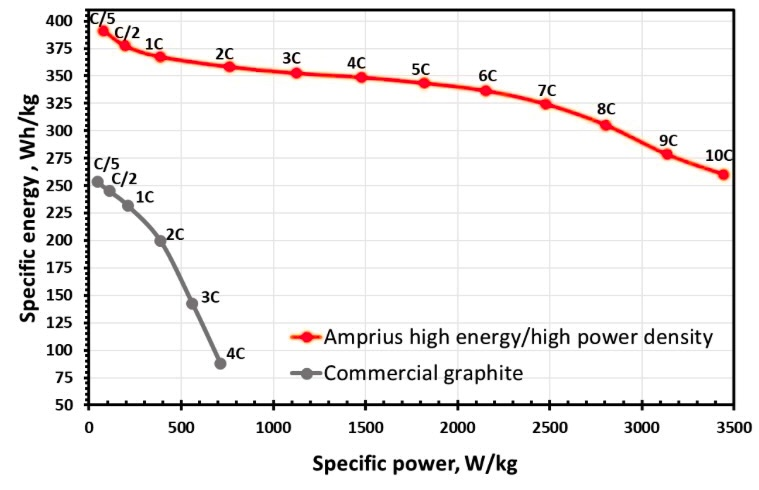 400
375
350
325
300
275
250
225
200
175
150
125
100
75
50
Specific energy , Wh/kg
C/5
C/2
1C
2C
3C
4C
5C
6C
7C
8C
9C
10C
C/5
C/2
1C
2C
3C
4C
Amprius high energy/high power density
Commercial graphite
0 500 1000 1500 2000 2500 3000 3500
Specific power, W/kg